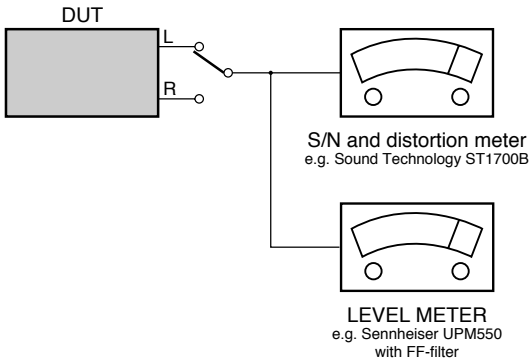 DUT
L
R
S/N and distortion meter
e.g. Sound Technology ST1700B
LEVEL METER
e.g. Sennheiser UPM550
with FF-filter